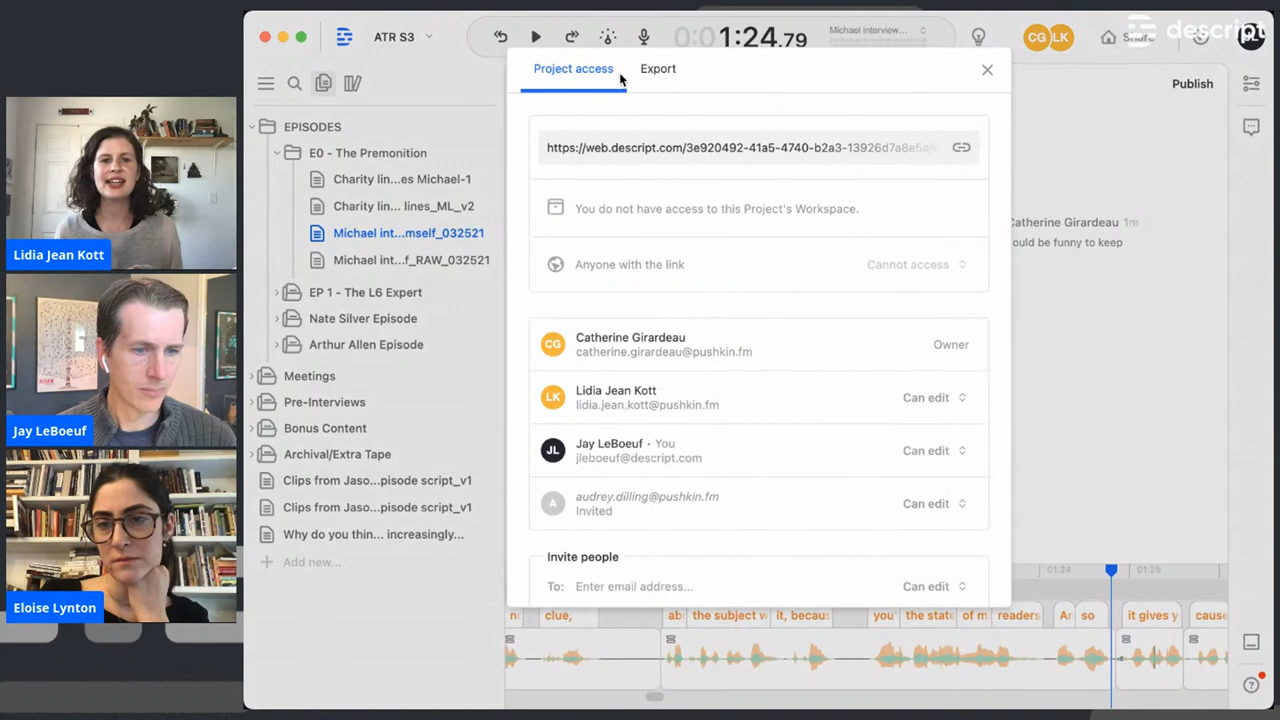 ATR S3
0:01:24.79
Michael interview...
CG
LK
Share
descript
Lidia Jean Kott
Jay LeBoeuf
Eloise Lynton
EPISODES
E0 - The Premonition
Charity lin...es Michael-1
Charity lin... lines_ML_v2
Michael int...mself_032521
Michael int...f_RAW_032521
EP 1 - The L6 Expert
Nate Silver Episode
Arthur Allen Episode
Meetings
Pre-Interviews
Bonus Content
Archival/Extra Tape
Clips from Jaso...pisode script_v1
Clips from Jaso...pisode script_v1
Why do you thin... increasingly...
Add new...
Project access
Export
https://web.descript.com/3e920492-41a5-4740-b2a3-13926d7a8e5a/
You do not have access to this Project's Workspace.
Anyone with the link
Cannot access
CG
Catherine Girardeau
catherine.girardeau@pushkin.fm
Owner
LK
Lidia Jean Kott
lidia.jean.kott@pushkin.fm
Can edit
JL
Jay LeBoeuf · You
jleboeuf@descript.com
Can edit
A
audrey.dilling@pushkin.fm
Invited
Can edit
Invite people
To: Enter email address...
Can edit
Publish
Catherine Girardeau 1m
ould be funny to keep
01:24
01:25
clue,
the subject w
it, becaus
you'
the state
of m
readers
so
it gives y
cause